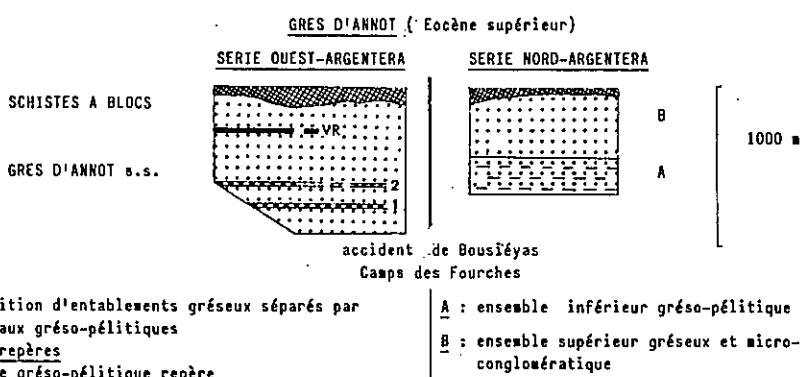 GRES D'ANNOT ( Eocène supérieur)
SERIE OUEST-ARGENTERA
SERIE NORD-ARGENTERA
SCHISTES A BLOCS
B
VR
1000 m
GRES D'ANNOT s.s.
A
2
1
accident de Bousiéyas
Camps des Fourches
ition d'entablements gréseux séparés par
aux gréso-pélitiques
repères
e gréso-pélitique repère
A : ensemble inférieur gréso-pélitique
B : ensemble supérieur gréseux et micro-
conglomératique